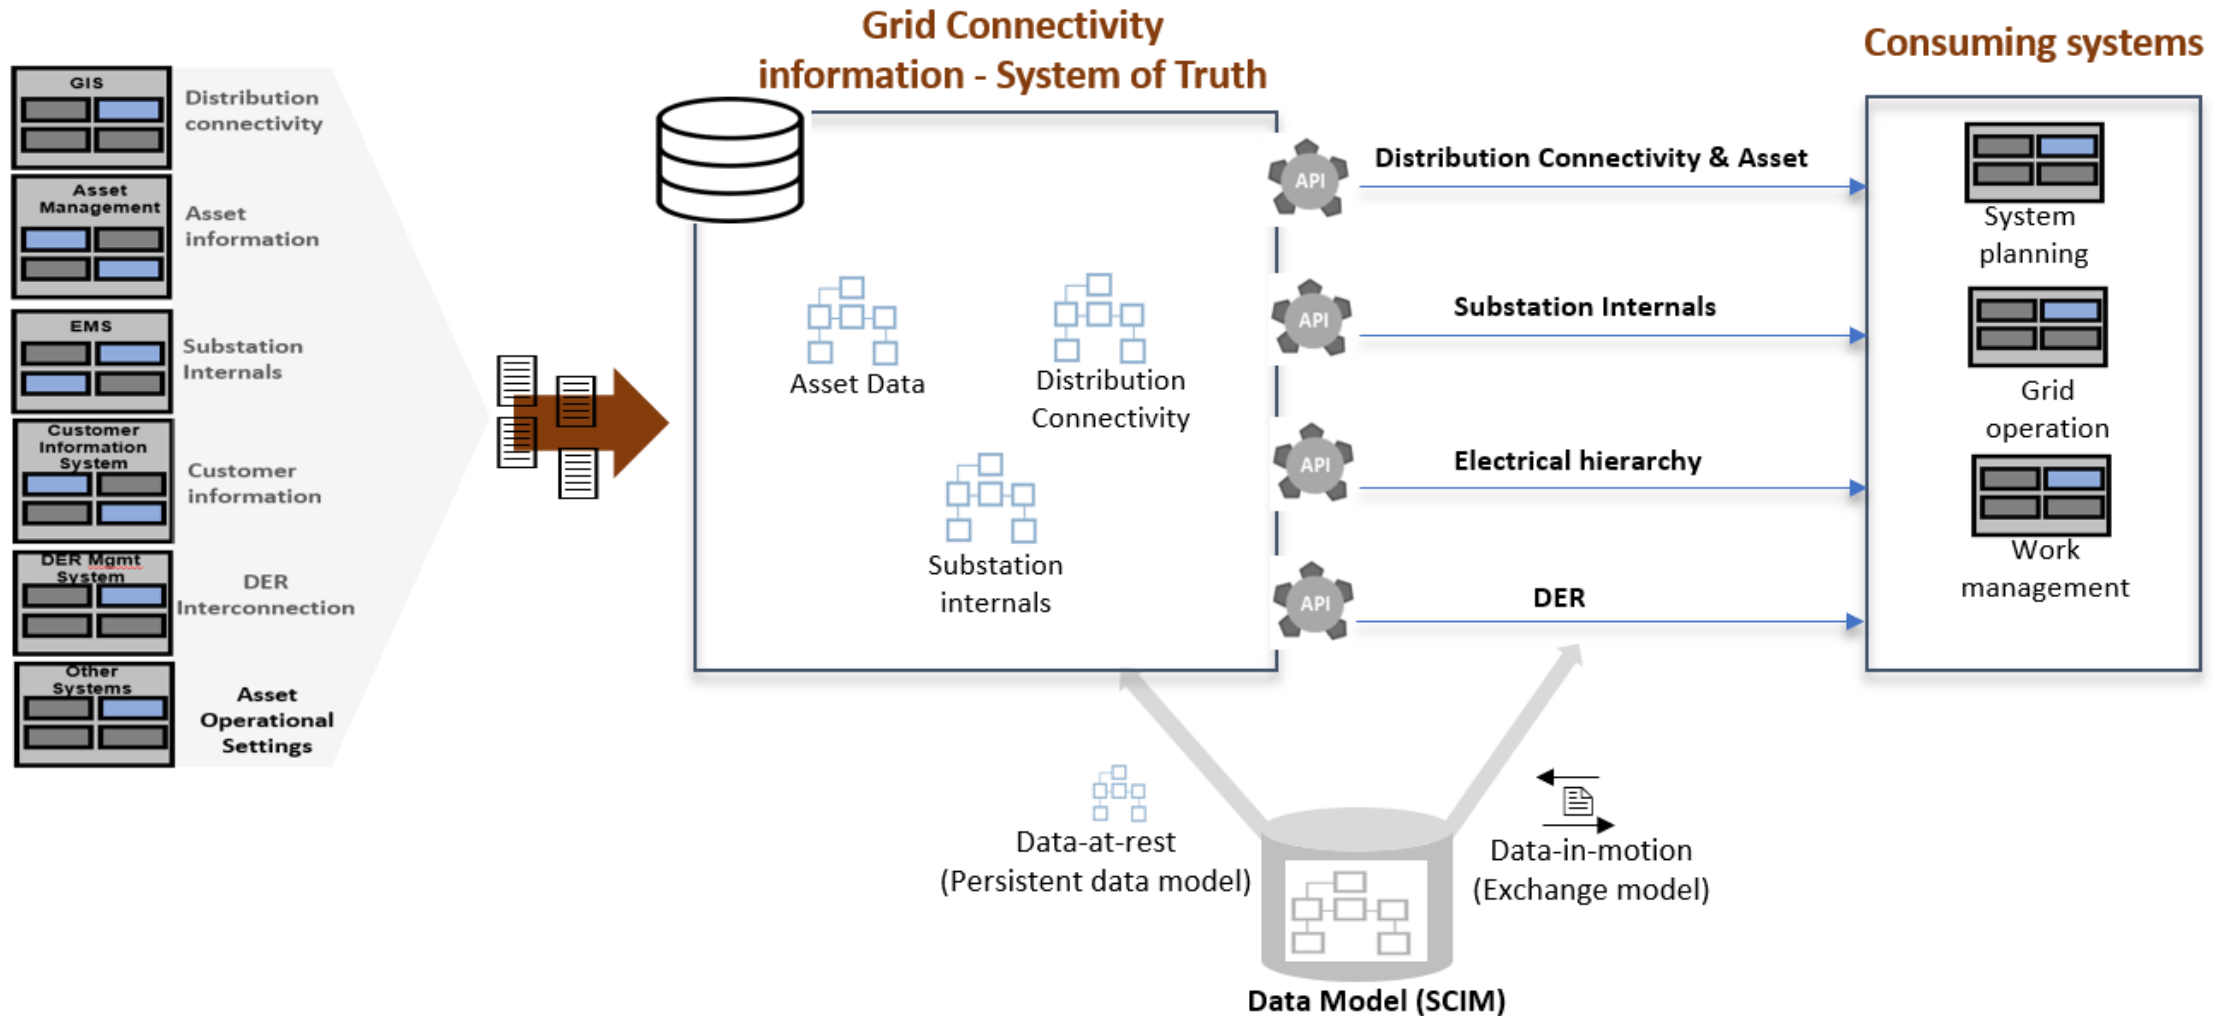 Grid Connectivity
information - System of Truth
Consuming systems
GIS
Distribution
connectivity
Asset
Management
Asset
information
EMS
Substation
Internals
Customer
Information
System
Customer
information
DER Mgmt
System
DER
Interconnection
Other
Systems
Asset
Operational
Settings
Asset Data
Distribution
Connectivity
Substation
internals
API
Distribution Connectivity & Asset
API
Substation Internals
API
Electrical hierarchy
API
DER
System
planning
Grid
operation
Work
management
Data-at-rest
(Persistent data model)
Data-in-motion
(Exchange model)
Data Model (SCIM)